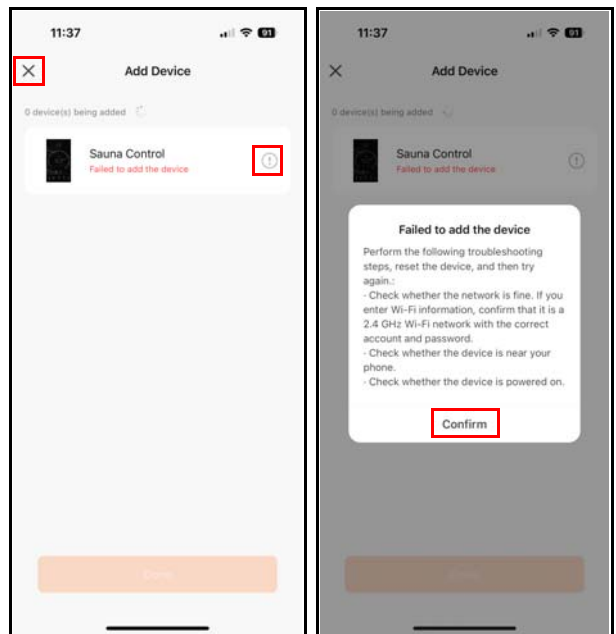 11:37
91
Add Device
0 device(s) being added
Sauna Control
Failed to add the device
Done
11:37
91
Add Device
0 device(s) being added
Sauna Control
Failed to add the device
Failed to add the device
Perform the following troubleshooting
steps, reset the device, and then try
again.:
- Check whether the network is fine. If you
enter Wi-Fi information, confirm that it is a
2.4 GHz Wi-Fi network with the correct
account and password.
- Check whether the device is near your
phone.
- Check whether the device is powered on.
Confirm